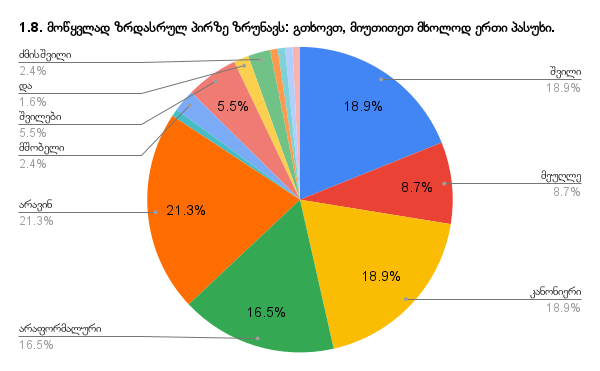 1.8. მოწყვლად ზრდასრულ პირზე ზრუნავს: გთხოვთ, მიუთითეთ მხოლოდ ერთი პასუხი.
ძმისშვილი
2.4%
და
1.6%
შვილები
5.5%
მშობელი
2.4%
არავინ
21.3%
არაფორმალური
16.5%
შვილი
18.9%
მეუღლე
8.7%
კანონიერი
18.9%
18.9%
8.7%
18.9%
16.5%
21.3%
5.5%